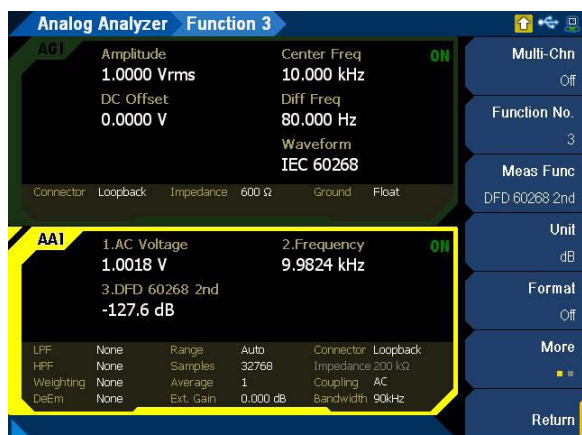 Analog Analyzer Function 3
AG1 ON
Amplitude Center Freq
1.0000 Vrms 10.000 kHz
DC Offset Diff Freq
0.0000 V 80.000 Hz
Waveform
IEC 60268
Connector Loopback Impedance 600 Ω Ground Float
AA1 ON
1.AC Voltage 2.Frequency
1.0018 V 9.9824 kHz
3.DFD 60268 2nd
-127.6 dB
LPF None Range Auto Connector Loopback
HPF None Samples 32768 Impedance 200 kΩ
Weighting None Average 1 Coupling AC
DeEm None Ext. Gain 0.000 dB Bandwidth 90kHz
Multi-Chn
Off
Function No.
3
Meas Func
DFD 60268 2nd
Unit
dB
Format
Off
More
Return